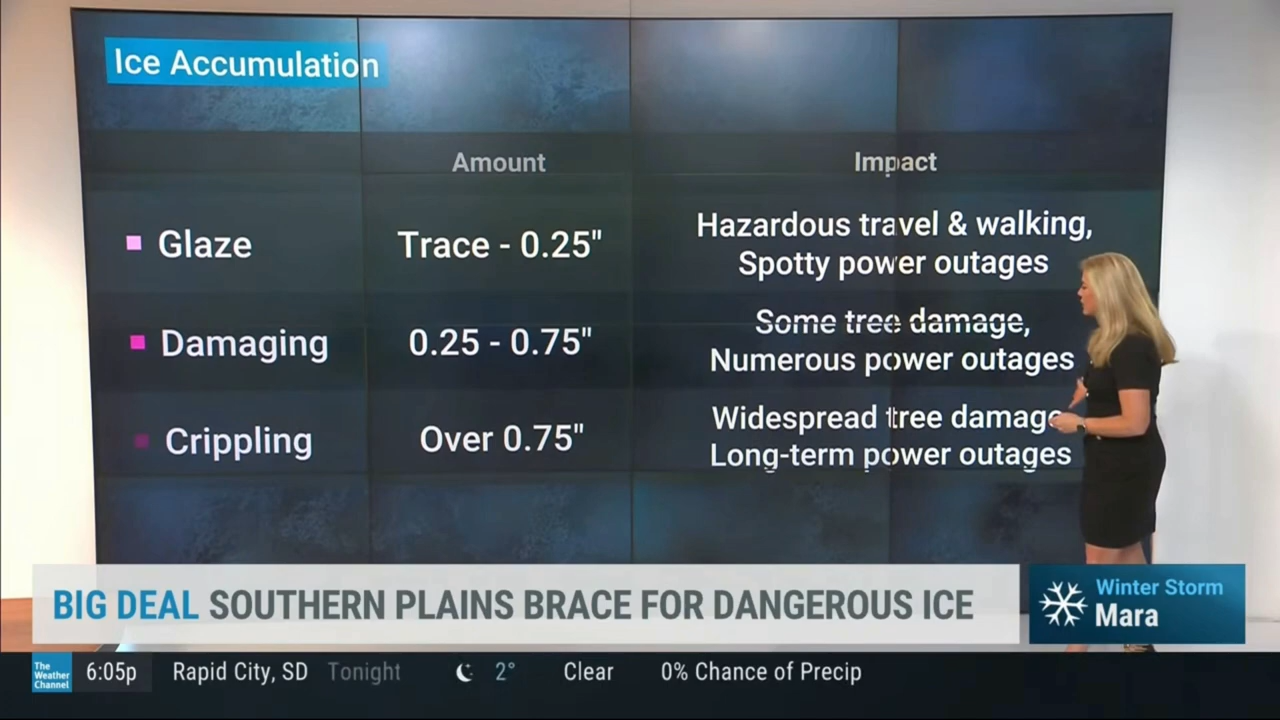 Ice Accumulation
Amount
Impact
Glaze
Trace - 0.25"
Hazardous travel & walking,
Spotty power outages
Damaging
0.25 - 0.75"
Some tree damage,
Numerous power outages
Crippling
Over 0.75"
Widespread tree damage
Long-term power outages
BIG DEAL SOUTHERN PLAINS BRACE FOR DANGEROUS ICE
Winter Storm
Mara
The
Weather
Channel
6:05p
Rapid City, SD Tonight
2°
Clear
0% Chance of Precip